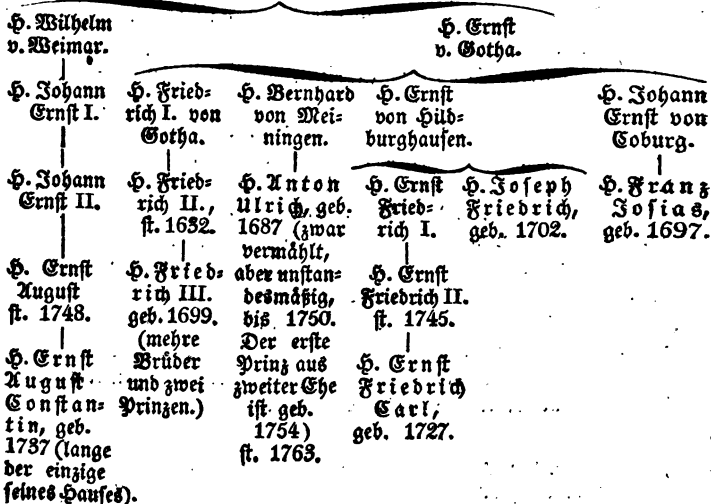 H. Wilhelm
v. Weimar.
H. Ernst
v. Gotha.
H. Johann
Ernst I.
H. Fried-
rich I. von
Gotha.
H. Bernhard
von Mei-
ningen.
H. Ernst
von Hild-
burghausen.
H. Johann
Ernst von
Coburg.
H. Johann
Ernst II.
H. Fried-
rich II.,
st. 1632.
H. Anton
Ulrich, geb.
1687 (zwar
vermählt,
aber unstan-
desmäßig,
bis 1750.
Der erste
Prinz aus
zweiter Ehe
ist geb.
1754)
st. 1763.
H. Ernst
Fried-
rich I.
H. Joseph
Friedrich,
geb. 1702.
H. Franz
Josias,
geb. 1697.
H. Ernst
August
st. 1748.
H. Fried-
rich III.
geb. 1699.
(mehre
Brüder
und zwei
Prinzen.)
H. Ernst
Friedrich II.
st. 1745.
H. Ernst
August
Constan-
tin, geb.
1737 (lange
der einzige
seines Hauses).
H. Ernst
Friedrich
Carl,
geb. 1727.